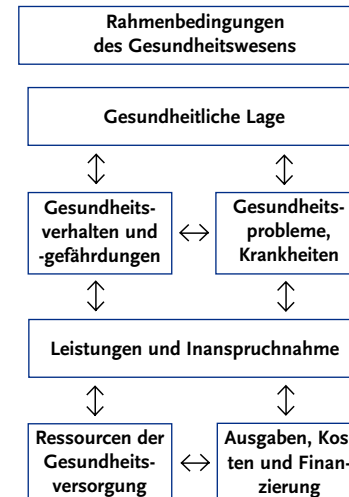 Rahmenbedingungen
des Gesundheitswesens
Gesundheitliche Lage
Gesundheits-
verhalten und
-gefährdungen
Gesundheits-
probleme,
Krankheiten
Leistungen und Inanspruchnahme
Ressourcen der
Gesundheits-
versorgung
Ausgaben, Kos-
ten und Finan-
zierung